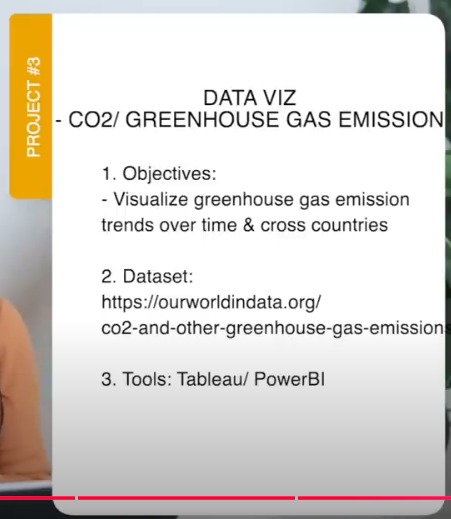 PROJECT #3
DATA VIZ
- CO2/ GREENHOUSE GAS EMISSION
1. Objectives:
- Visualize greenhouse gas emission
trends over time & cross countries
2. Dataset:
https://ourworldindata.org/
co2-and-other-greenhouse-gas-emissions
3. Tools: Tableau/ PowerBI